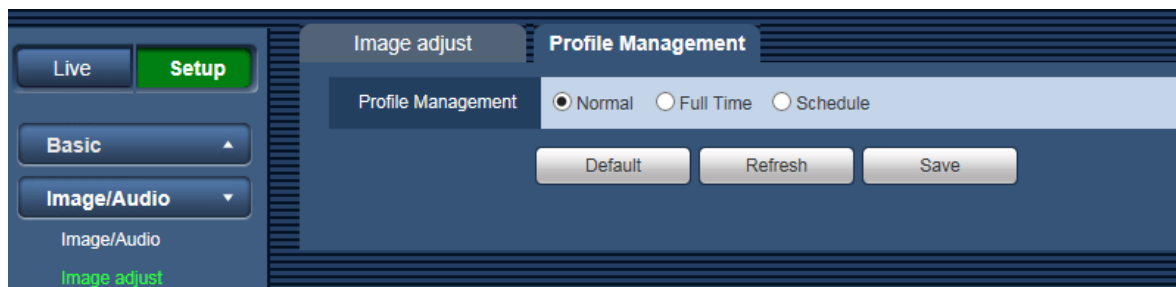 Live Setup
Basic
Image/Audio
Image/Audio
Image adjust
Image adjust Profile Management
Profile Management Normal Full Time Schedule
Default Refresh Save